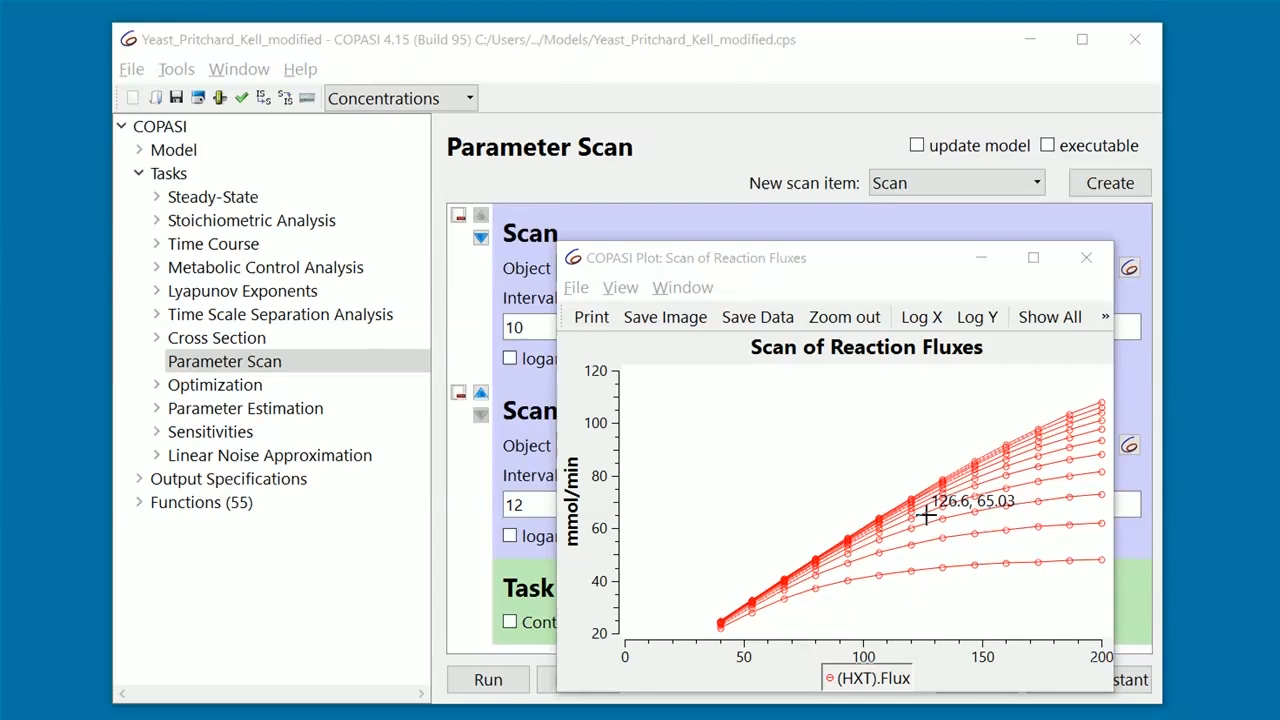 Yeast_Pritchard_Kell_modified - COPASI 4.15 (Build 95) C:/Users/.../Models/Yeast_Pritchard_Kell_modified.cps
File Tools Window Help
Concentrations
COPASI
Model
Tasks
Steady-State
Stoichiometric Analysis
Time Course
Metabolic Control Analysis
Lyapunov Exponents
Time Scale Separation Analysis
Cross Section
Parameter Scan
Optimization
Parameter Estimation
Sensitivities
Linear Noise Approximation
Output Specifications
Functions (55)
Parameter Scan
update model executable
New scan item: Scan Create
Scan
Object
Interval
10
logar
Scan
Object
Interval
12
logar
Task
Cont
Run
stant
COPASI Plot: Scan of Reaction Fluxes
File View Window
Print Save Image Save Data Zoom out Log X Log Y Show All »
Scan of Reaction Fluxes
120
100
80
60
40
20
mmol/min
126.6, 65.03
0 50 100 150 200
(HXT).Flux